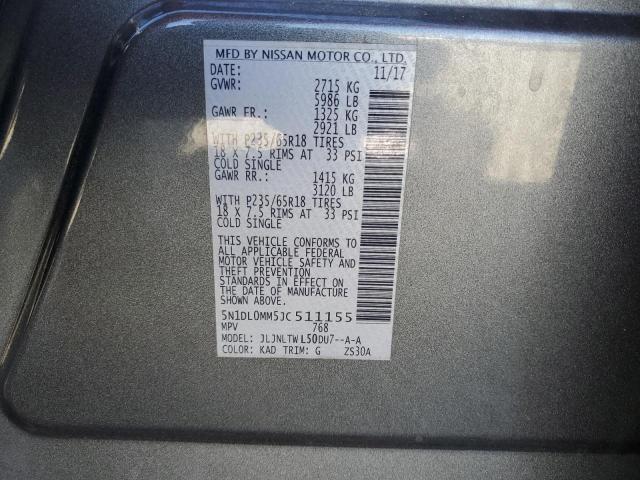 MFD BY NISSAN MOTOR CO., LTD.
DATE: 11/17
GVWR: 2715 KG
5986 LB
GAWR FR.: 1325 KG
2921 LB
WITH P235/65R18 TIRES
18 X 7.5 RIMS AT 33 PSI
COLD SINGLE
GAWR RR.: 1415 KG
3120 LB
WITH P235/65R18 TIRES
18 X 7.5 RIMS AT 33 PSI
COLD SINGLE
THIS VEHICLE CONFORMS TO
ALL APPLICABLE FEDERAL
MOTOR VEHICLE SAFETY AND
THEFT PREVENTION
STANDARDS IN EFFECT ON
THE DATE OF MANUFACTURE
SHOWN ABOVE.
5N1DL0MM5JC511155
MPV 768
MODEL: JLJNLTWL50DU7--A-A
COLOR: KAD TRIM: G ZS30A